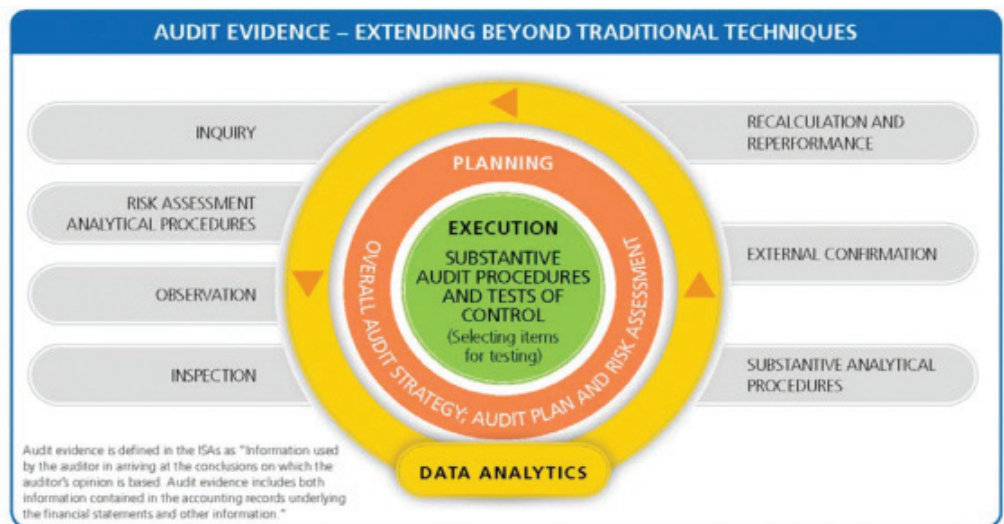 AUDIT EVIDENCE – EXTENDING BEYOND TRADITIONAL TECHNIQUES
INQUIRY
RISK ASSESSMENT
ANALYTICAL PROCEDURES
OBSERVATION
INSPECTION
PLANNING
OVERALL AUDIT STRATEGY; AUDIT PLAN AND RISK ASSESSMENT
EXECUTION
SUBSTANTIVE
AUDIT PROCEDURES
AND TESTS OF
CONTROL
(Selecting items
for testing)
DATA ANALYTICS
RECALCULATION AND
REPERFORMANCE
EXTERNAL CONFIRMATION
SUBSTANTIVE ANALYTICAL
PROCEDURES
Audit evidence is defined in the ISAs as "Information used
by the auditor in arriving at the conclusions on which the
auditor's opinion is based. Audit evidence includes both
information contained in the accounting records underlying
the financial statements and other information."